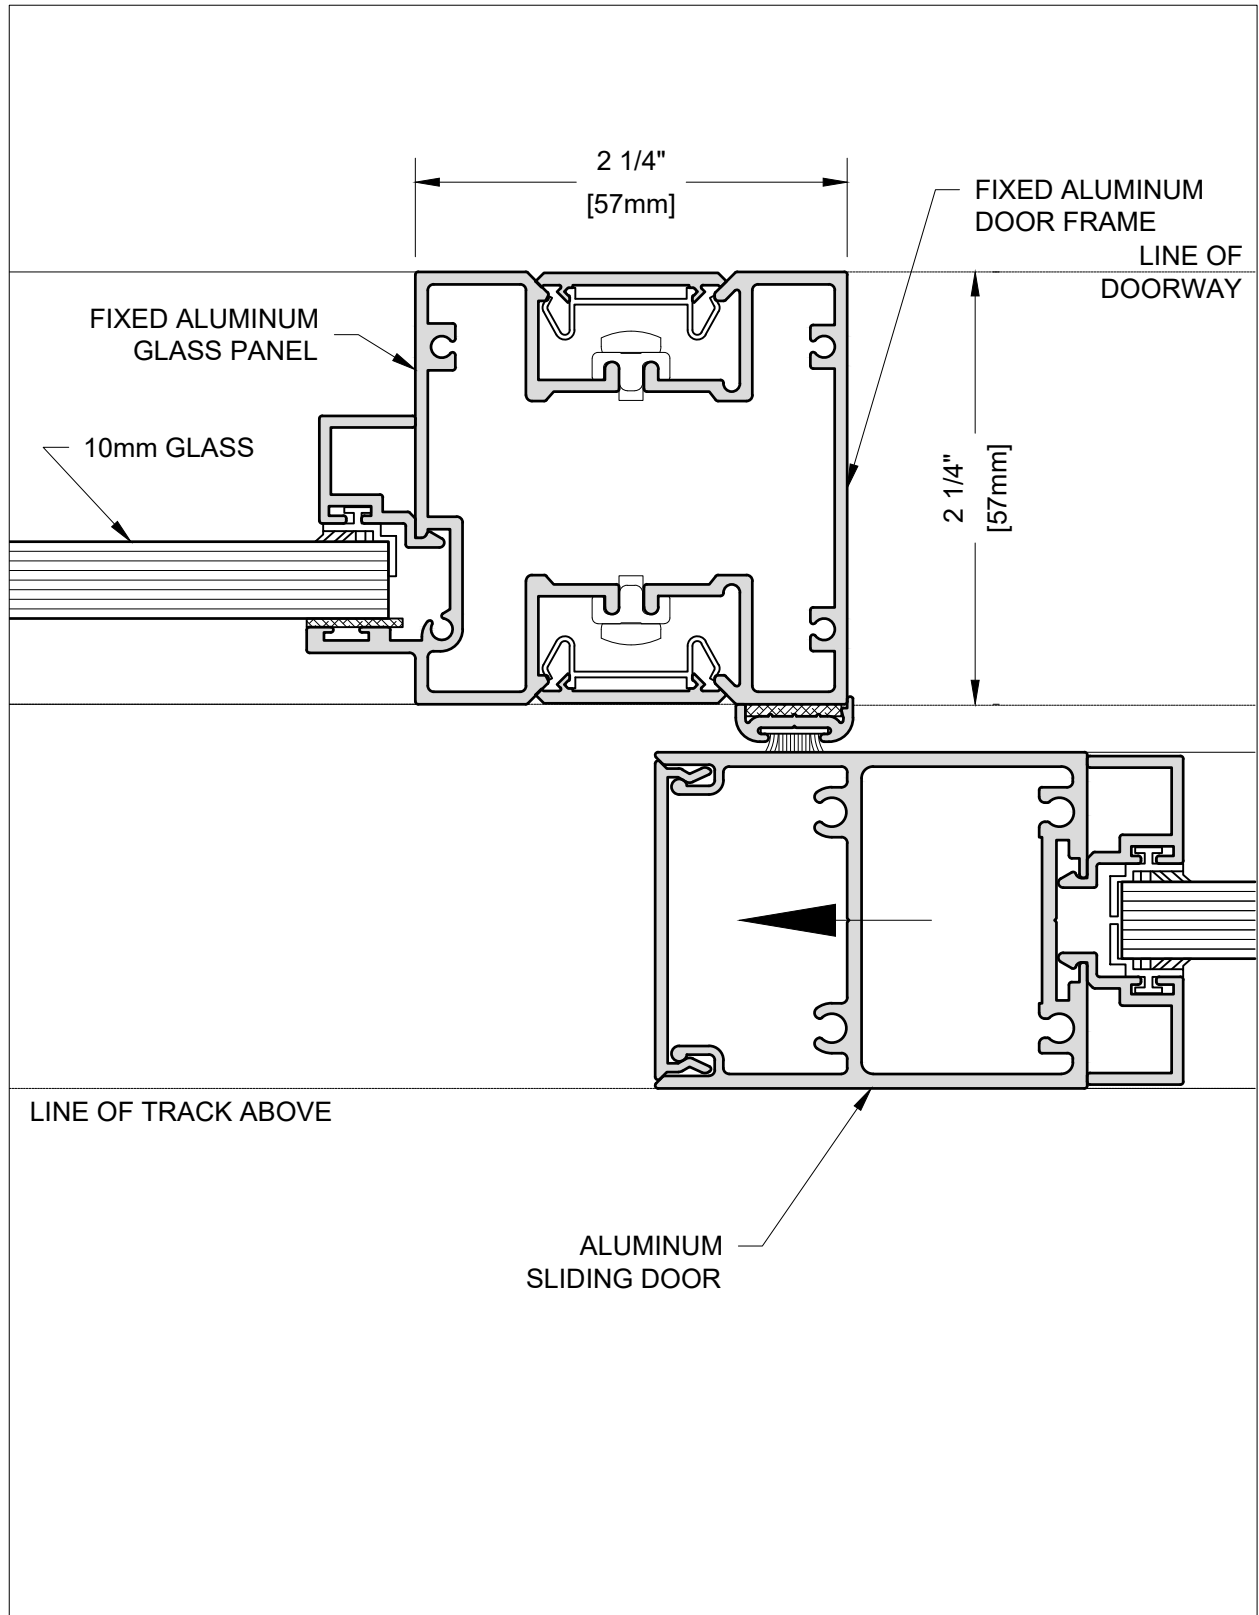 2 1/4"
[57mm]
FIXED ALUMINUM
DOOR FRAME
LINE OF
DOORWAY
FIXED ALUMINUM
GLASS PANEL
10mm GLASS
2 1/4"
[57mm]
LINE OF TRACK ABOVE
ALUMINUM
SLIDING DOOR